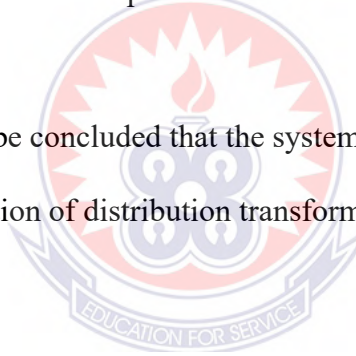 be concluded that the system
ion of distribution transform
EDUCATION FOR SERVICE